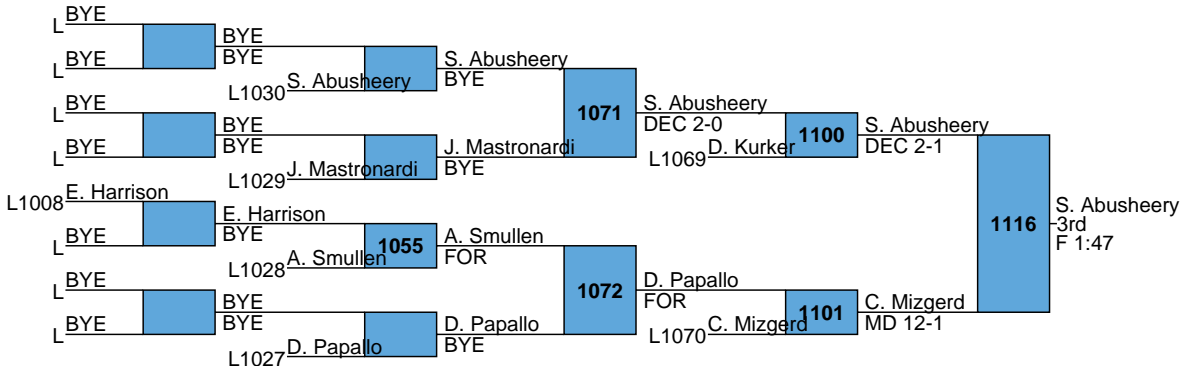 L BYE
BYE
BYE
L BYE
S. Abusheery
BYE
L1030 S. Abusheery
L BYE
1071
S. Abusheery
DEC 2-0
BYE
BYE
1100
S. Abusheery
DEC 2-1
L BYE
J. Mastronardi
BYE
L1069 D. Kurker
L1029 J. Mastronardi
L1008 E. Harrison
E. Harrison
BYE
1116
S. Abusheery
3rd
F 1:47
L BYE
1055
A. Smullen
FOR
L1028 A. Smullen
L BYE
1072
D. Papallo
FOR
BYE
BYE
1101
C. Mizgerd
MD 12-1
L BYE
D. Papallo
BYE
L1070 C. Mizgerd
L1027 D. Papallo